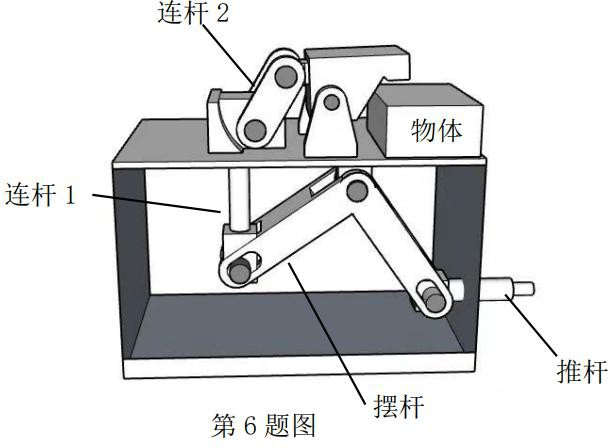 连杆 2
物体
连杆 1
推杆
摆杆
第 6 题图